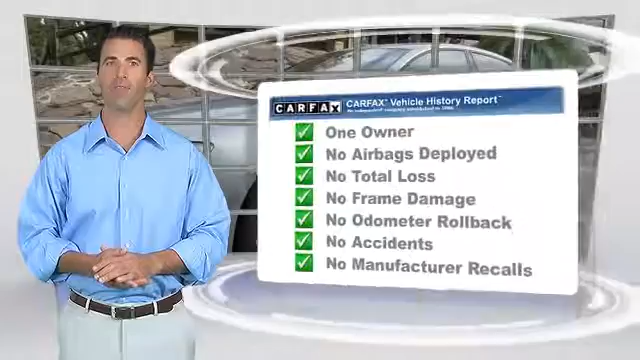 CARFAX CARFAX™ Vehicle History Report™
One Owner
No Airbags Deployed
No Total Loss
No Frame Damage
No Odometer Rollback
No Accidents
No Manufacturer Recalls